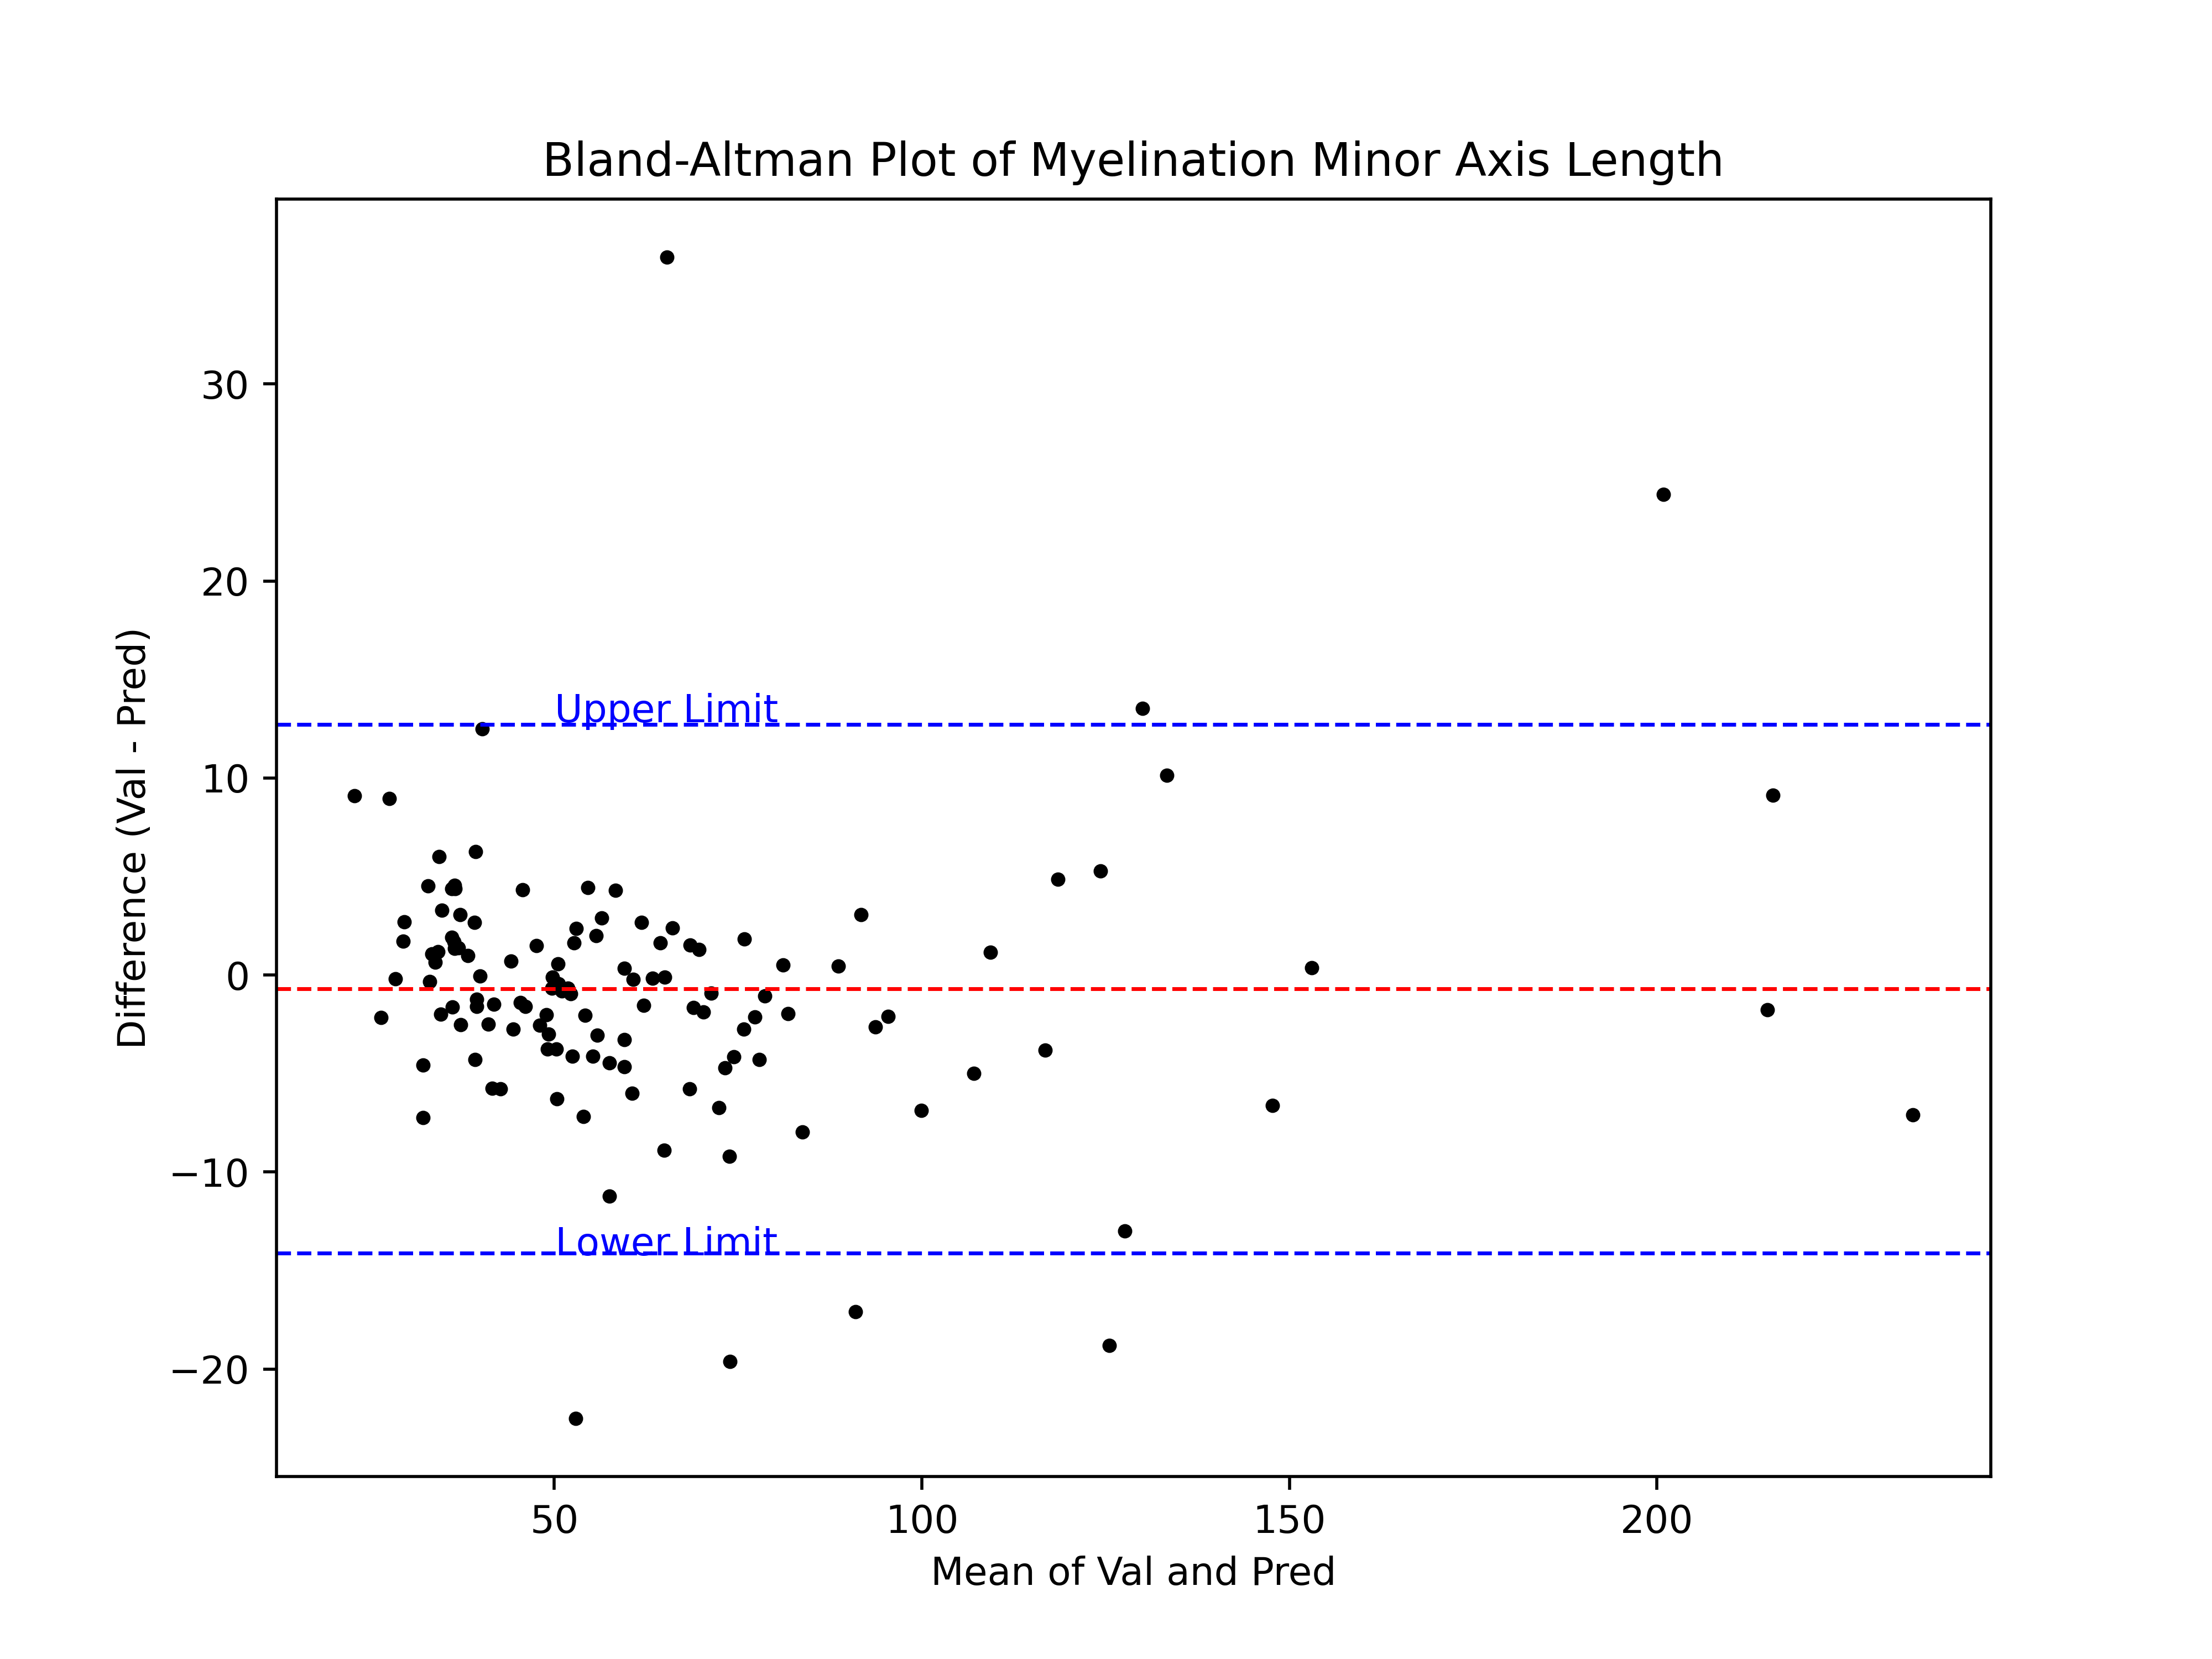 Bland-Altman Plot of Myelination Minor Axis Length
Difference (Val - Pred)
30
20
10
0
−10
−20
Upper Limit
Lower Limit
50 100 150 200
Mean of Val and Pred